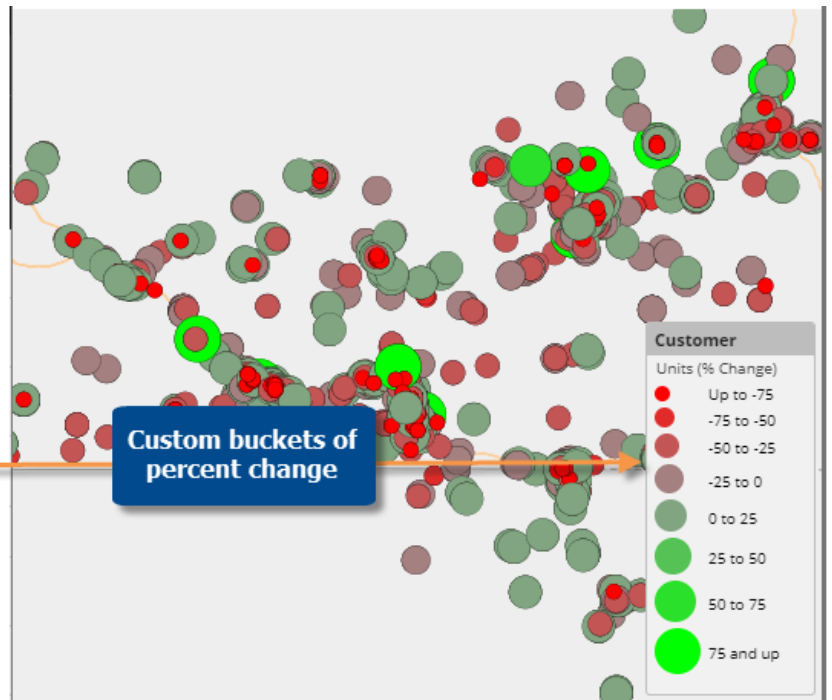 Customer
Units (% Change)
Up to -75
-75 to -50
-50 to -25
-25 to 0
0 to 25
25 to 50
50 to 75
75 and up
Custom buckets of
percent change